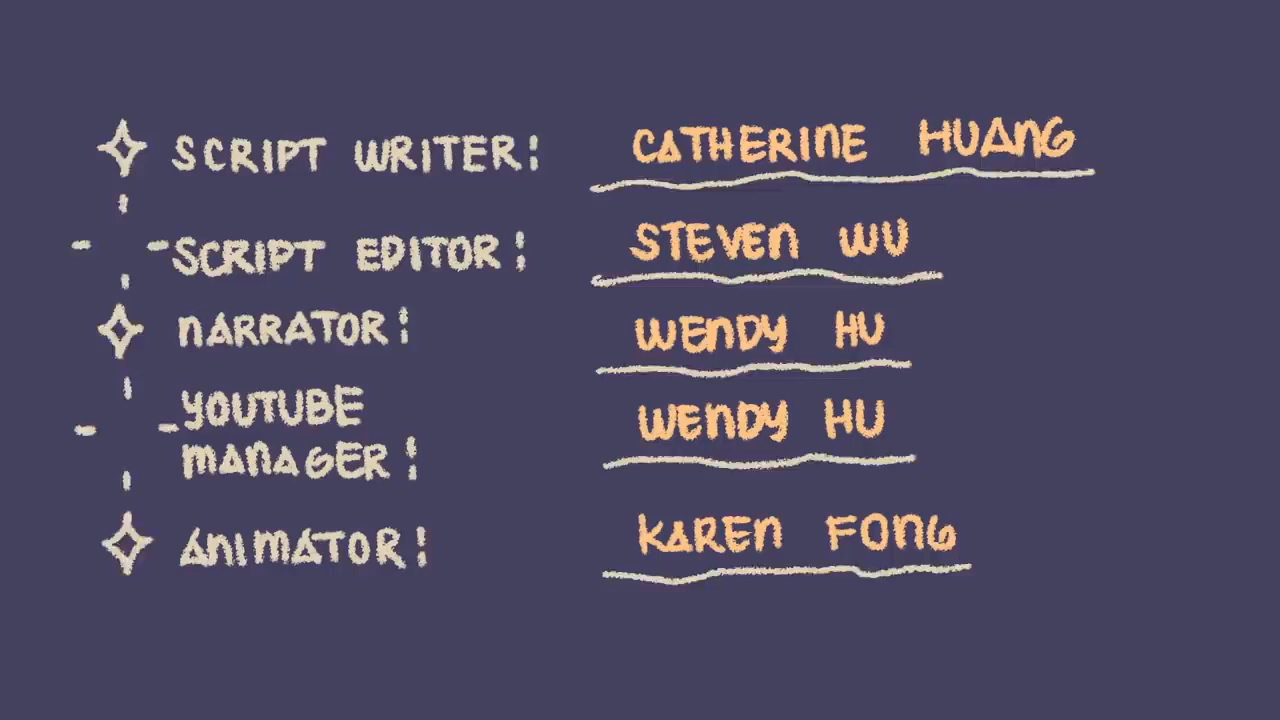 SCRIPT WRITER: CATHERINE HUANG
SCRIPT EDITOR: STEVEN WU
NARRATOR: WENDY HU
YOUTUBE
MANAGER: WENDY HU
ANIMATOR: KAREN FONG